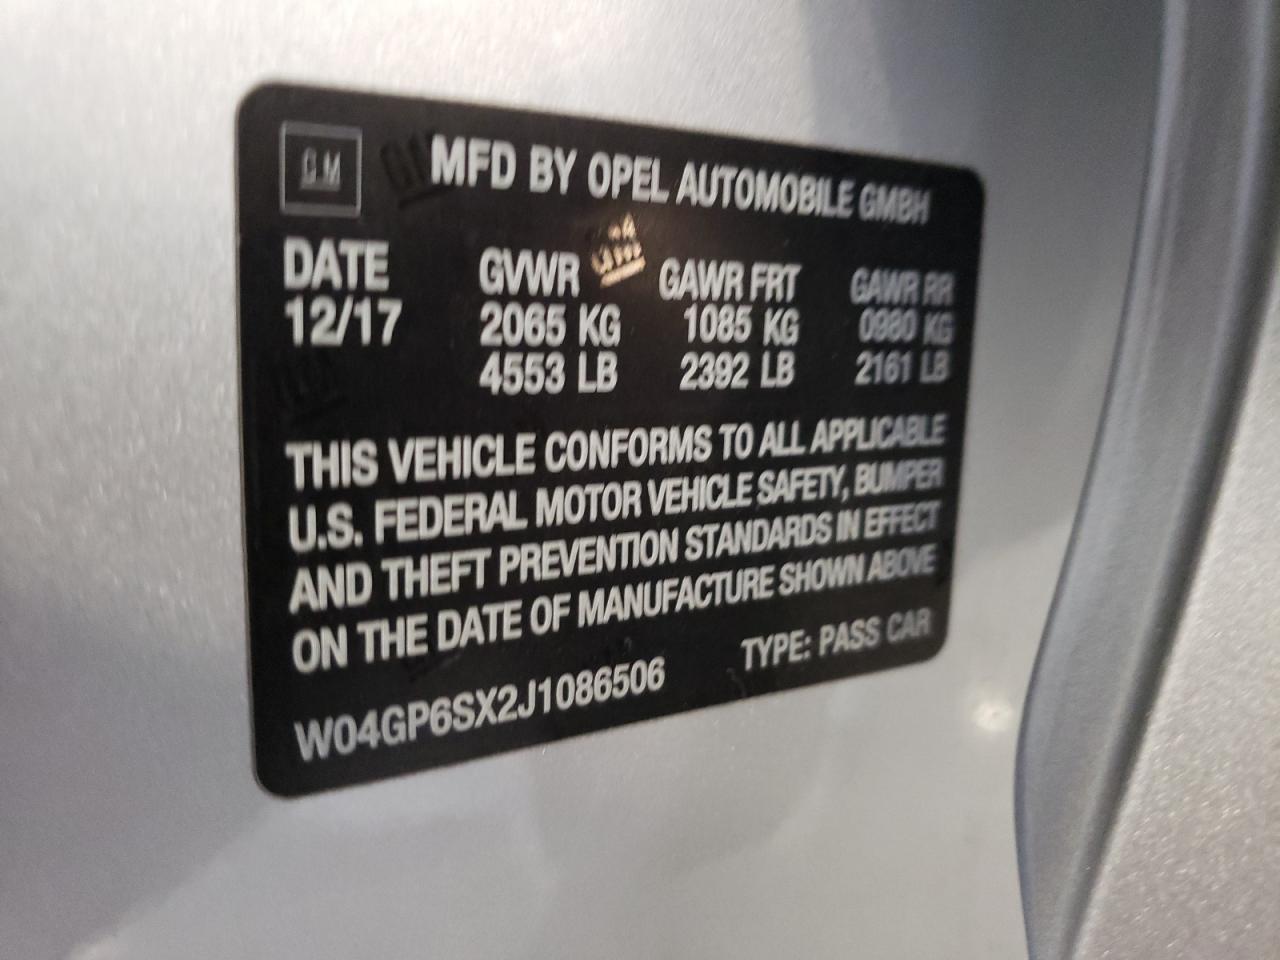 GM
MFD BY OPEL AUTOMOBILE GMBH
DATE GVWR GAWR FRT GAWR RR
12/17 2065 KG 1085 KG 0980 KG
4553 LB 2392 LB 2161 LB
THIS VEHICLE CONFORMS TO ALL APPLICABLE
U.S. FEDERAL MOTOR VEHICLE SAFETY, BUMPER
AND THEFT PREVENTION STANDARDS IN EFFECT
ON THE DATE OF MANUFACTURE SHOWN ABOVE
W04GP6SX2J1086506 TYPE: PASS CAR